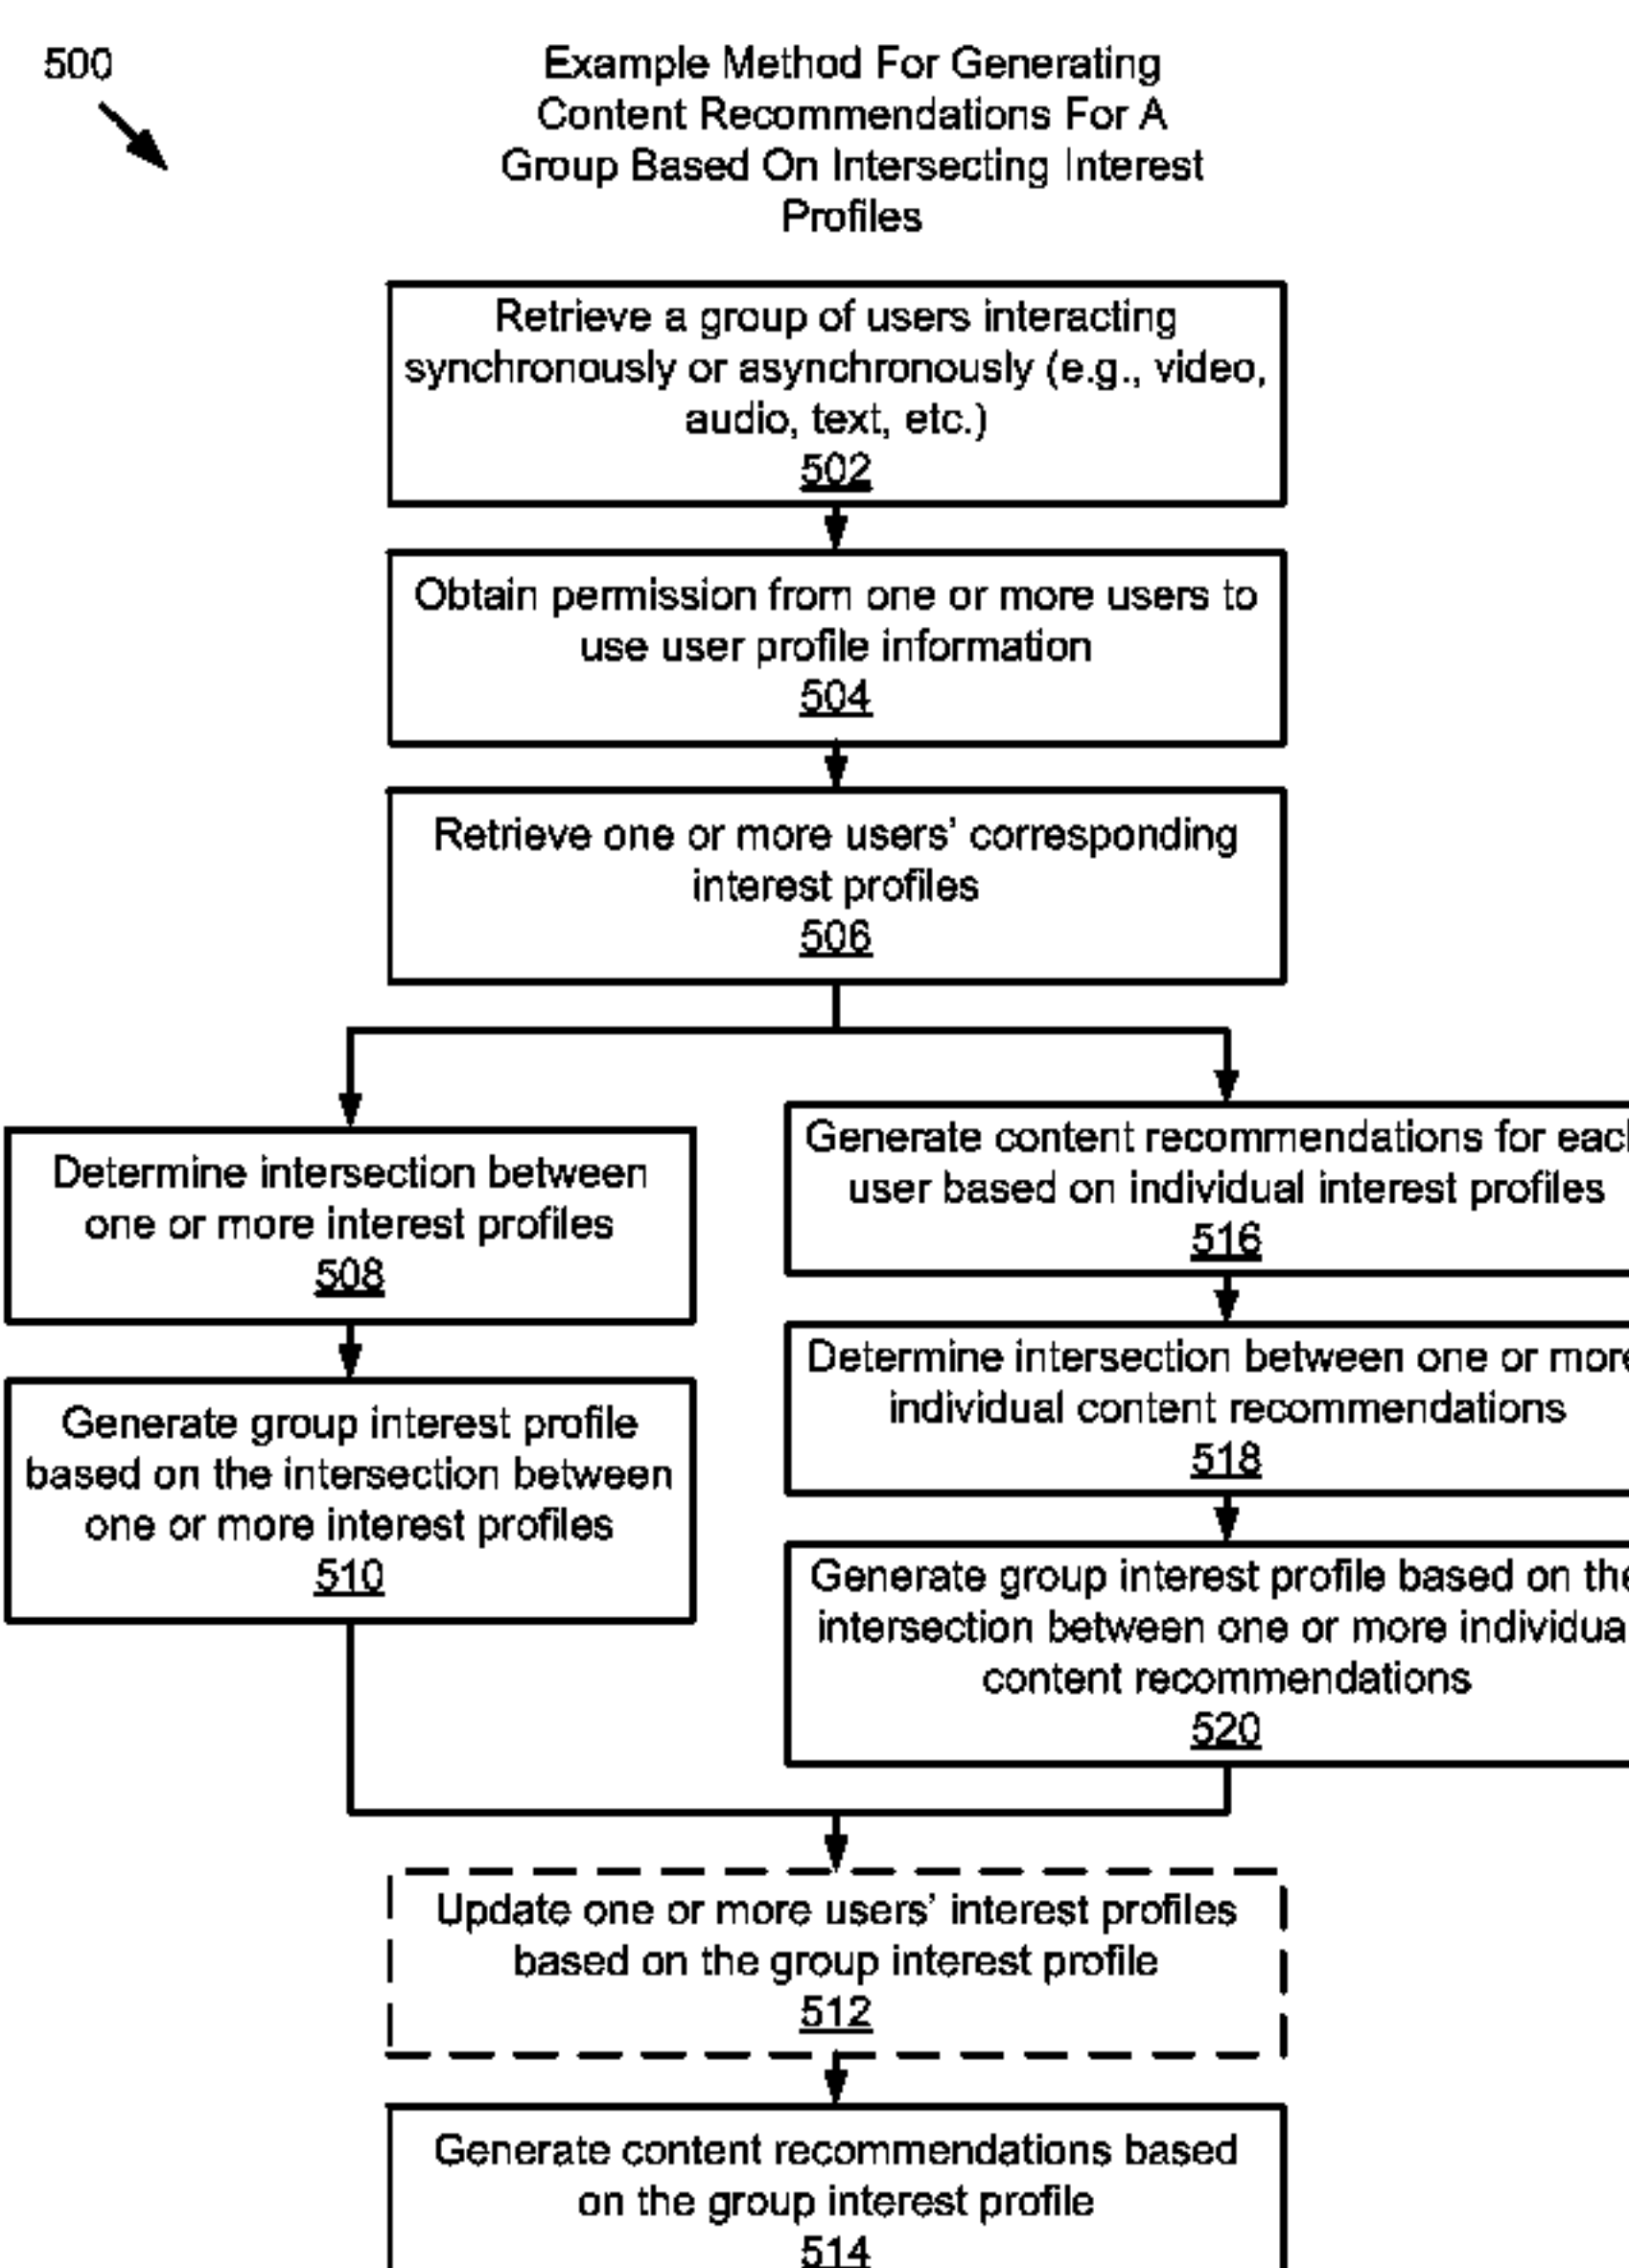 500
Example Method For Generating
Content Recommendations For A
Group Based On Intersecting Interest
Profiles
Retrieve a group of users interacting
synchronously or asynchronously (e.g., video,
audio, text, etc.)
502
Obtain permission from one or more users to
use user profile information
504
Retrieve one or more users’ corresponding
interest profiles
506
Determine intersection between
one or more interest profiles
508
Generate group interest profile
based on the intersection between
one or more interest profiles
510
Generate content recommendations for each
user based on individual interest profiles
516
Determine intersection between one or more
individual content recommendations
518
Generate group interest profile based on the
intersection between one or more individual
content recommendations
520
Update one or more users’ interest profiles
based on the group interest profile
512
Generate content recommendations based
on the group interest profile
514